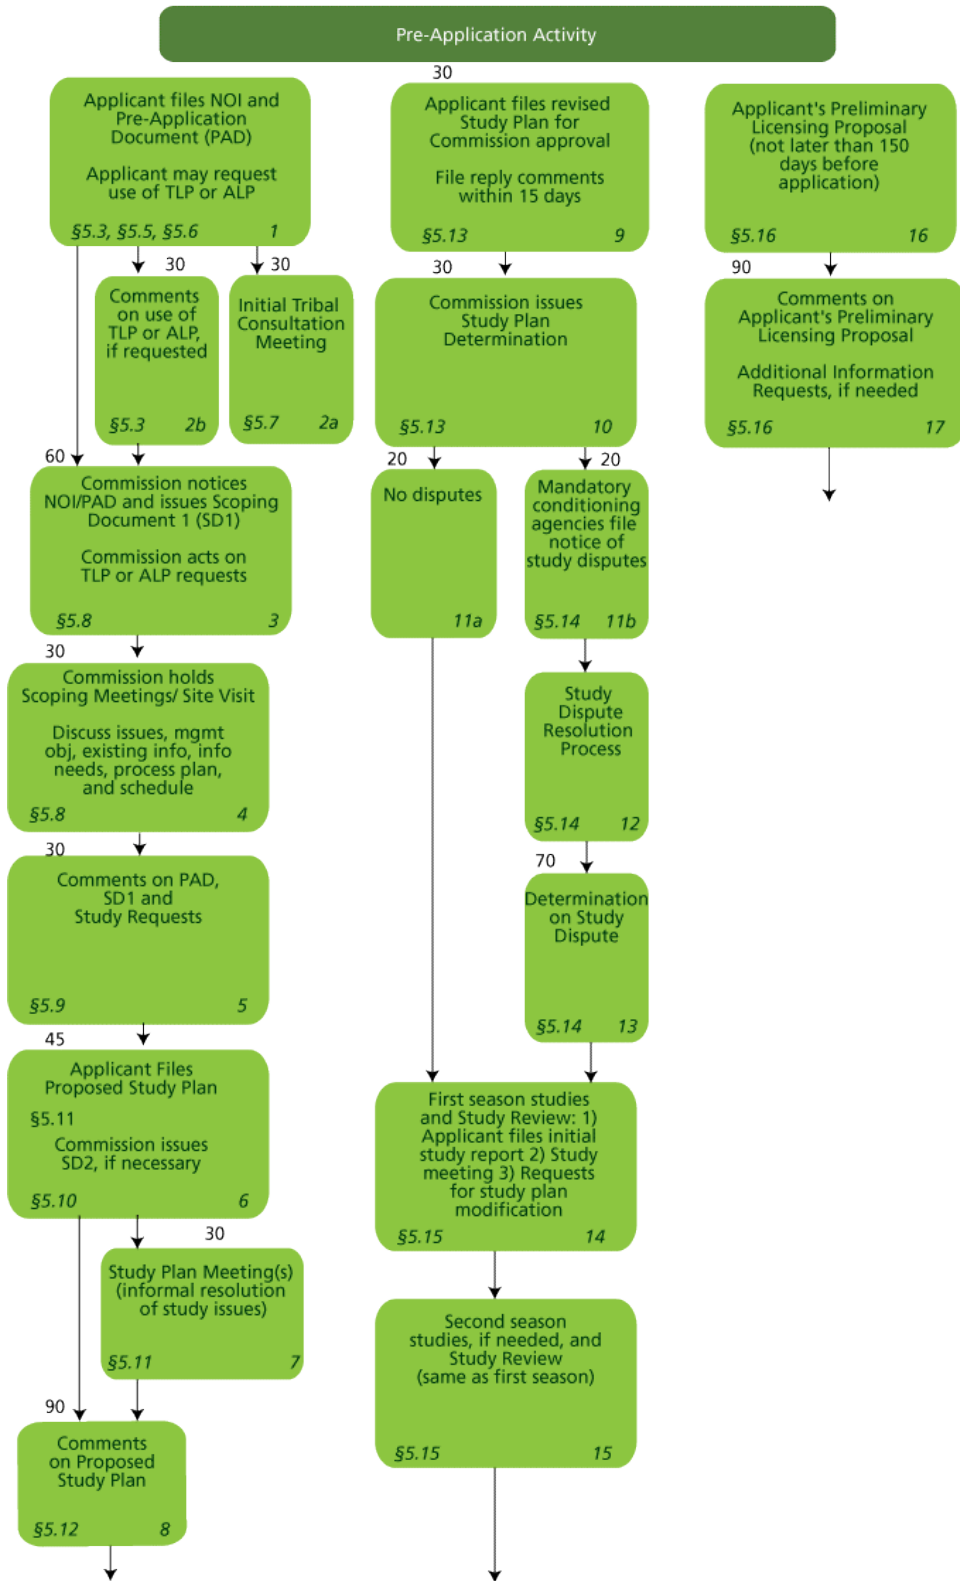 Pre-Application Activity
Applicant files NOI and
Pre-Application
Document (PAD)
Applicant may request
use of TLP or ALP
§5.3, §5.5, §5.6 1
30
Comments
on use of
TLP or ALP,
if requested
§5.3 2b
30
Initial Tribal
Consultation
Meeting
§5.7 2a
60
Commission notices
NOI/PAD and issues Scoping
Document 1 (SD1)
Commission acts on
TLP or ALP requests
§5.8 3
30
Commission holds
Scoping Meetings/ Site Visit
Discuss issues, mgmt
obj, existing info, info
needs, process plan,
and schedule
§5.8 4
30
Comments on PAD,
SD1 and
Study Requests
§5.9 5
45
Applicant Files
Proposed Study Plan
§5.11
Commission issues
SD2, if necessary
§5.10 6
30
Study Plan Meeting(s)
(informal resolution
of study issues)
§5.11 7
90
Comments
on Proposed
Study Plan
§5.12 8
30
Applicant files revised
Study Plan for
Commission approval
File reply comments
within 15 days
§5.13 9
30
Commission issues
Study Plan
Determination
§5.13 10
20
No disputes
11a
20
Mandatory
conditioning
agencies file
notice of
study disputes
§5.14 11b
Study
Dispute
Resolution
Process
§5.14 12
70
Determination
on Study
Dispute
§5.14 13
First season studies
and Study Review: 1)
Applicant files initial
study report 2) Study
meeting 3) Requests
for study plan
modification
§5.15 14
Second season
studies, if needed, and
Study Review
(same as first season)
§5.15 15
Applicant's Preliminary
Licensing Proposal
(not later than 150
days before
application)
§5.16 16
90
Comments on
Applicant's Preliminary
Licensing Proposal
Additional Information
Requests, if needed
§5.16 17